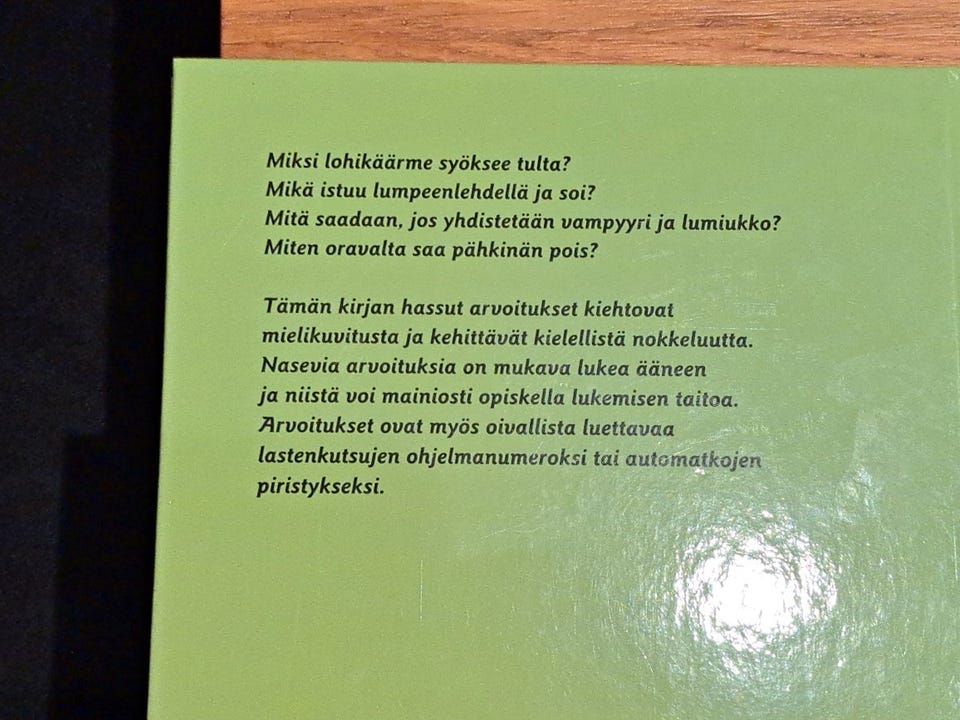 Miksi lohikäärme syöksee tulta?
Mikä istuu lumpeenlehdellä ja soi?
Mitä saadaan, jos yhdistetään vampyyri ja lumiukko?
Miten oravalta saa pähkinän pois?
Tämän kirjan hassut arvoitukset kiehtovat
mielikuvitusta ja kehittävät kielellistä nokkeluutta.
Nasevia arvoituksia on mukava lukea ääneen
ja niistä voi mainiosti opiskella lukemisen taitoa.
Arvoitukset ovat myös oivallista luettavaa
lastenkutsujen ohjelmanumeroksi tai automatkojen
piristykseksi.